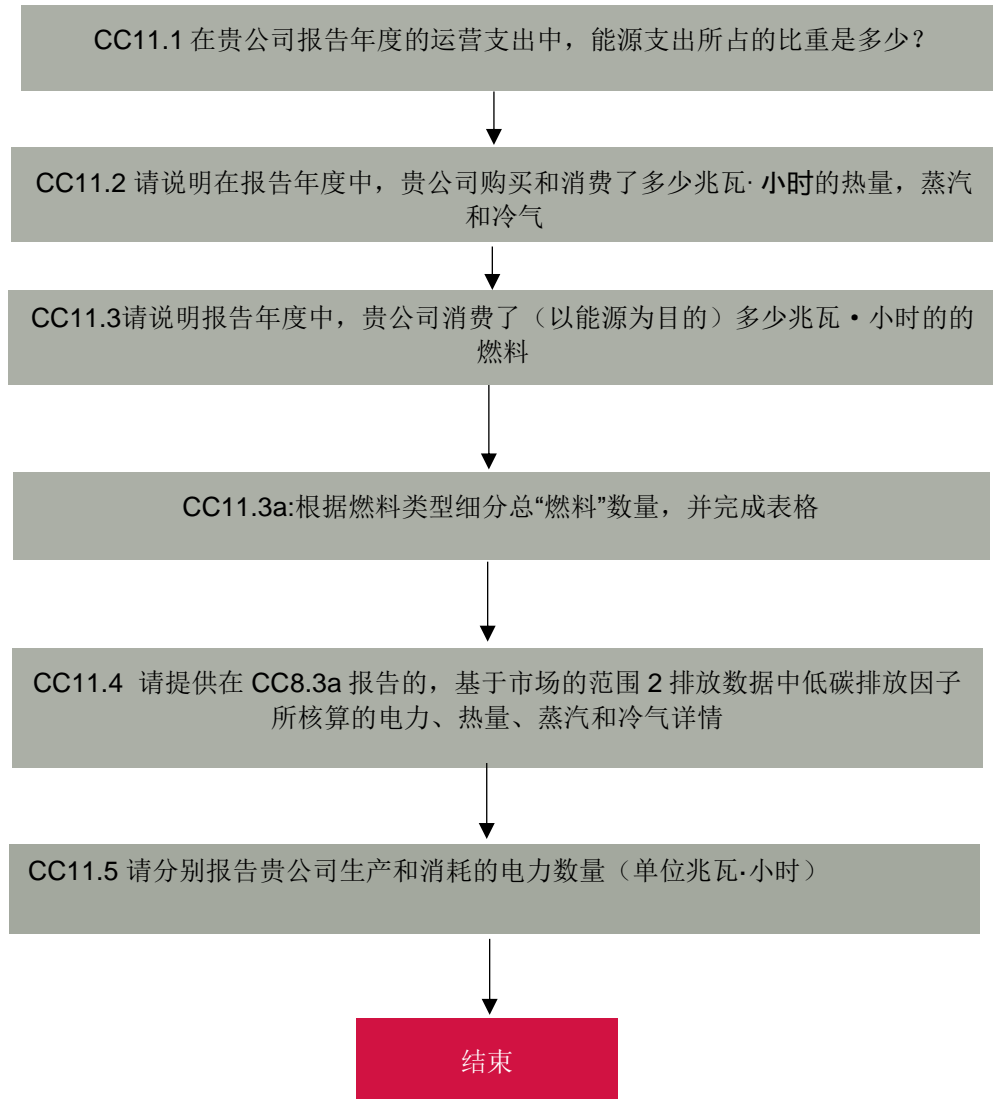 CC11.1 在贵公司报告年度的运营支出中，能源支出所占的比重是多少？
CC11.2 请说明在报告年度中，贵公司购买和消费了多少兆瓦· 小时的热量，蒸汽
和冷气
CC11.3请说明报告年度中，贵公司消费了（以能源为目的）多少兆瓦•小时的的
燃料
CC11.3a:根据燃料类型细分总“燃料”数量，并完成表格
CC11.4 请提供在 CC8.3a 报告的，基于市场的范围 2 排放数据中低碳排放因子
所核算的电力、热量、蒸汽和冷气详情
CC11.5 请分别报告贵公司生产和消耗的电力数量（单位兆瓦·小时）
结束